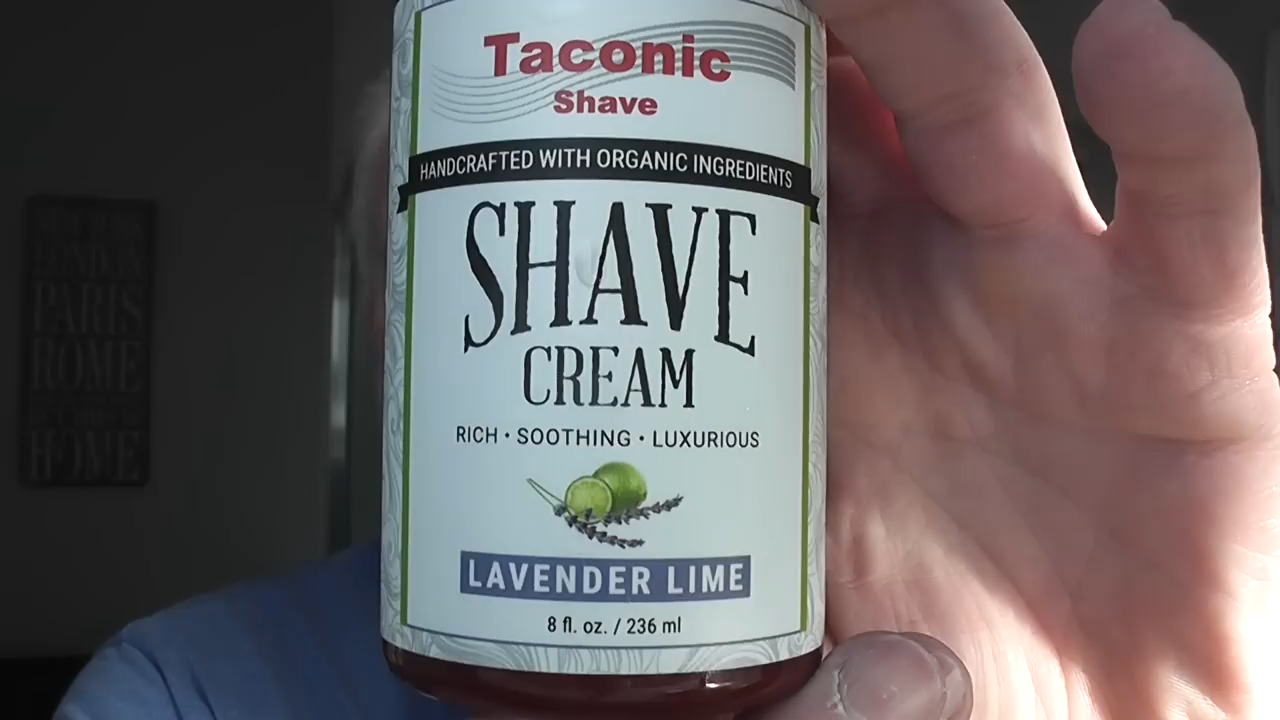 Taconic
Shave
HANDCRAFTED WITH ORGANIC INGREDIENTS
SHAVE
CREAM
RICH • SOOTHING • LUXURIOUS
LAVENDER LIME
8 fl. oz. / 236 ml
LONDON
PARIS
ROME
HOME